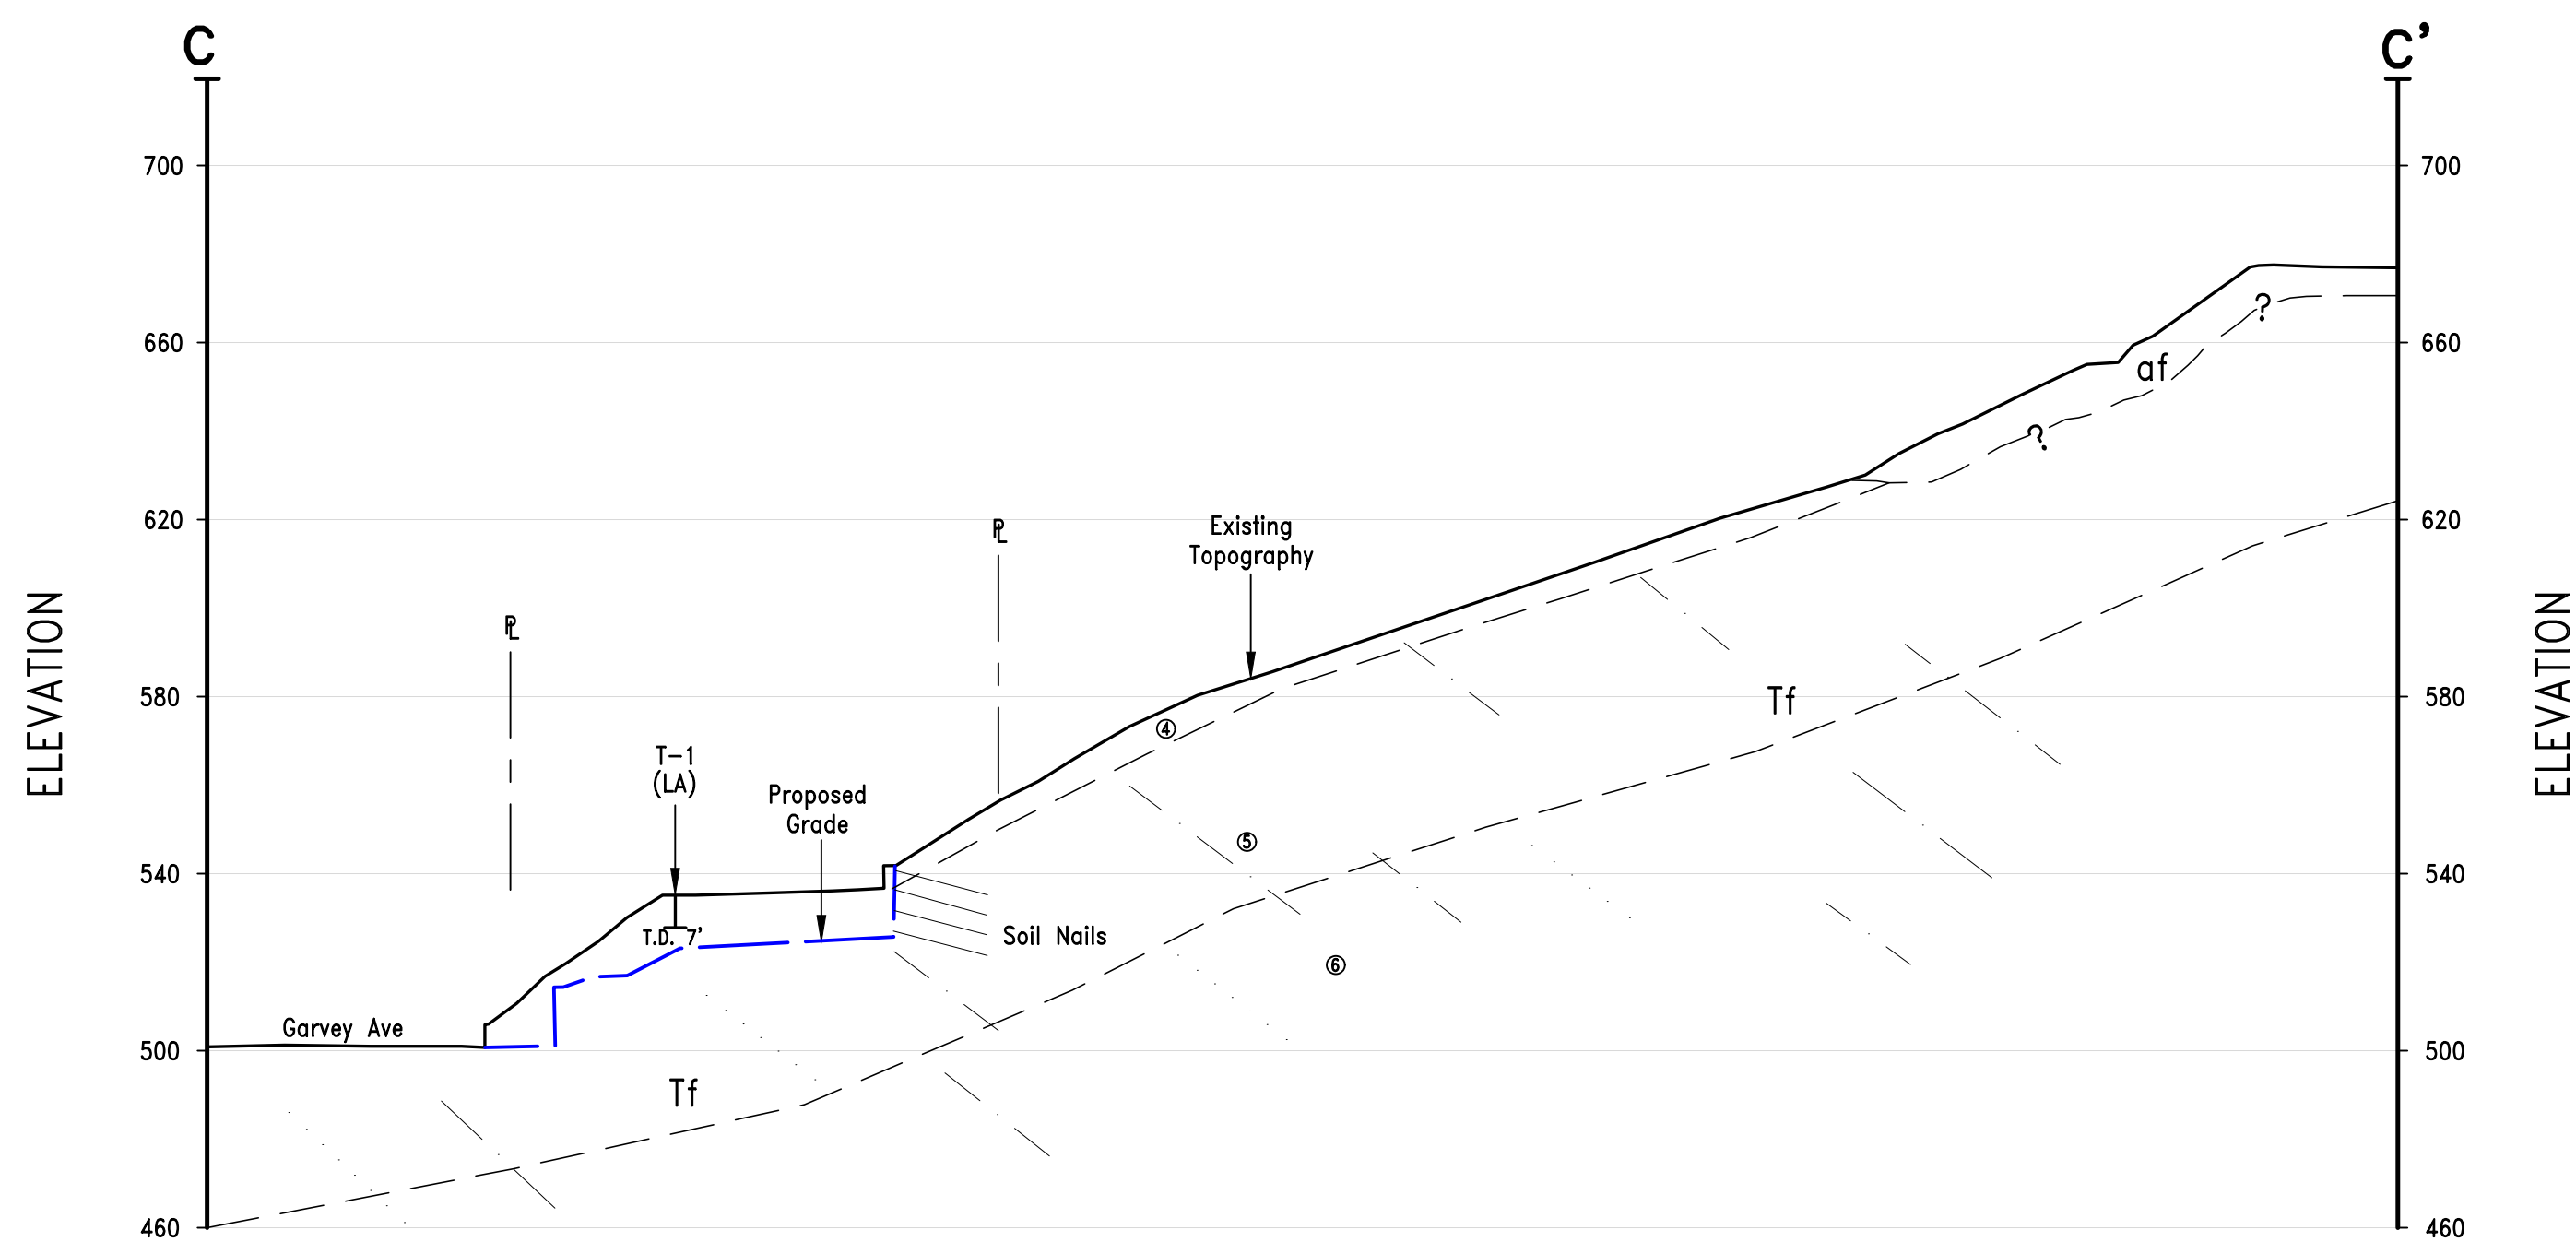 C
C'
700
700
660
660
620
620
580
580
540
540
500
500
460
460
ELEVATION
ELEVATION
?
af
?
PL
Existing
Topography
PL
Tf
④
T-1
(LA)
Proposed
Grade
⑤
T.D. 7'
Soil Nails
⑥
Garvey Ave
Tf